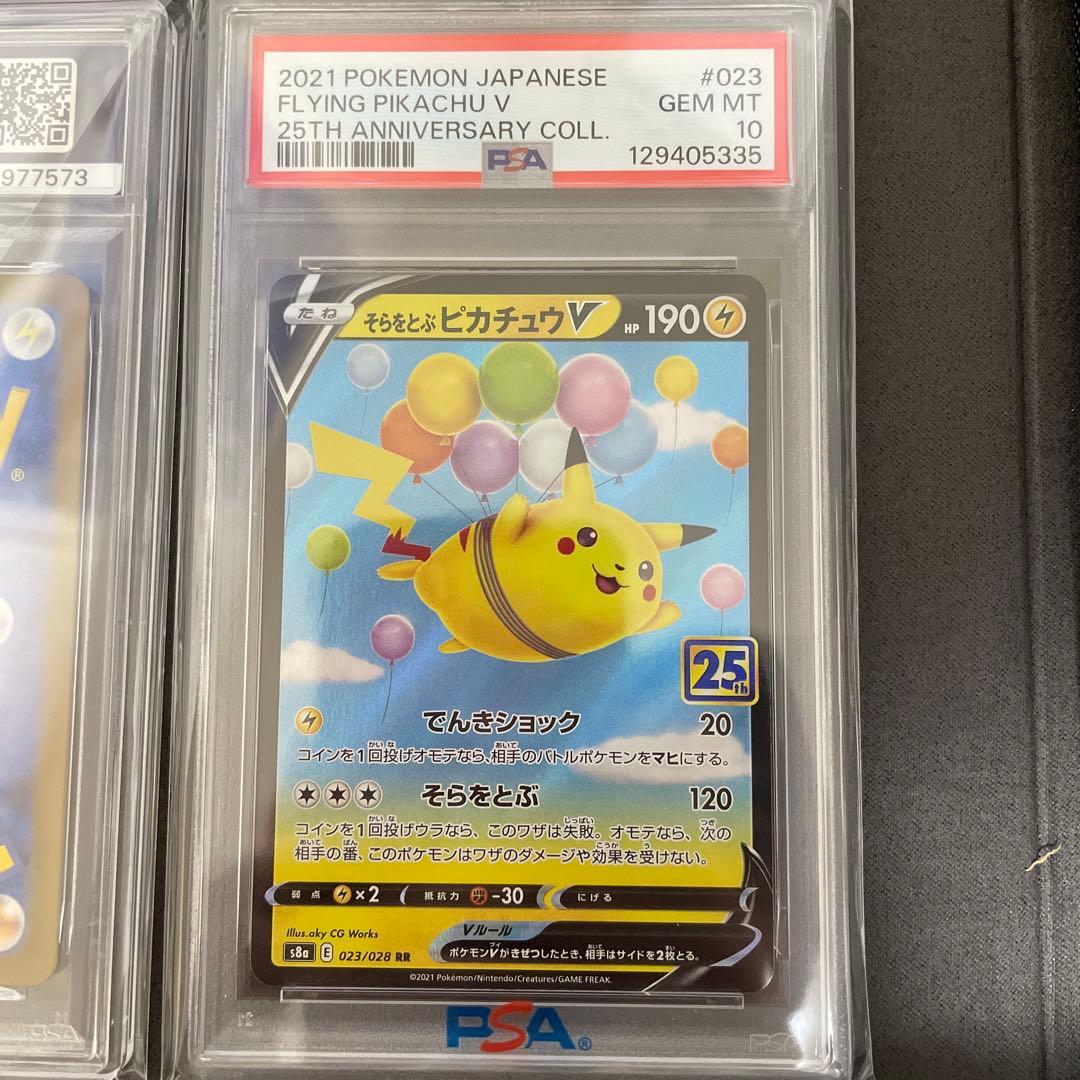 977573
®
2021 POKEMON JAPANESE #023
FLYING PIKACHU V GEM MT
25TH ANNIVERSARY COLL. 10
PSA 129405335
たね そらをとぶピカチュウV HP 190
25th
でんきショック 20
コインを1回投げオモテなら、相手のバトルポケモンをマヒにする。
そらをとぶ 120
コインを1回投げウラなら、このワザは失敗。オモテなら、次の
相手の番、このポケモンはワザのダメージや効果を受けない。
弱点 ×2 抵抗力 -30 にげる
Illus.aky CG Works
Vルール
s8a E 023/028 RR
ポケモンVがきぜつしたとき、相手はサイドを2枚とる。
©2021 Pokémon/Nintendo/Creatures/GAME FREAK.
PSA®
PSA
PSA